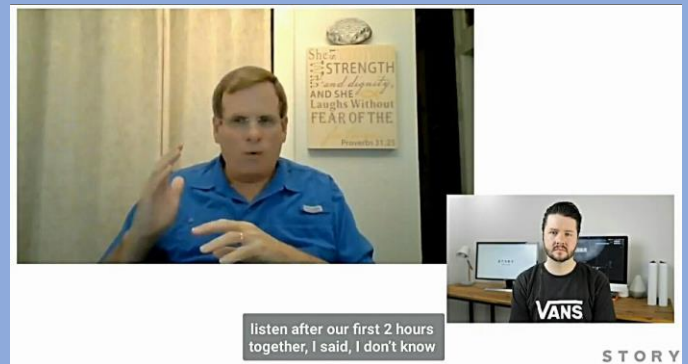 She is
STRENGTH
and dignity,
AND SHE
Laughs Without
FEAR OF THE
Proverbs 31:25
VANS
listen after our first 2 hours
together, I said, I don't know
STORY